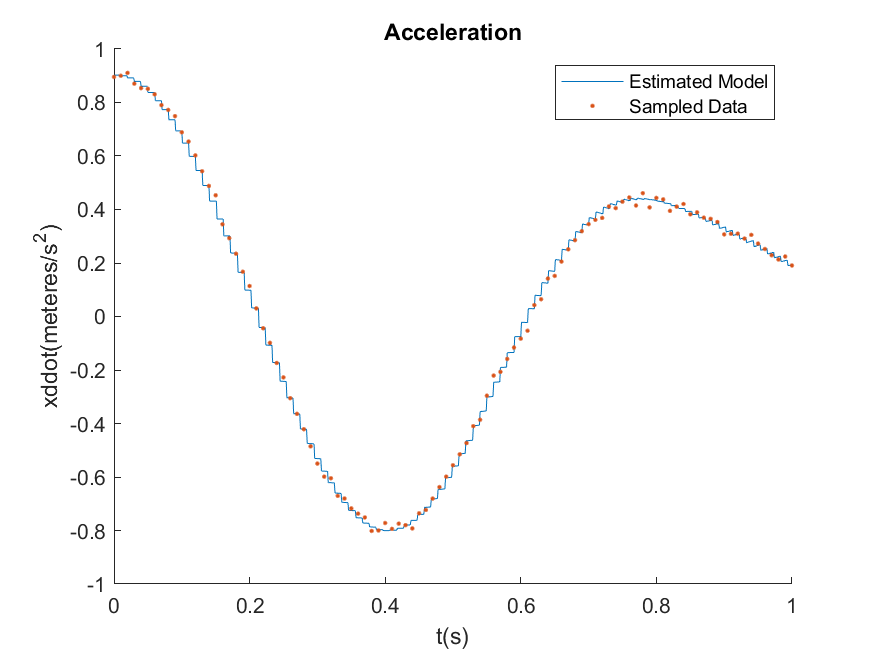 Acceleration
Estimated Model
Sampled Data
1
0.8
0.6
0.4
0.2
0
-0.2
-0.4
-0.6
-0.8
-1
xddot(meteres/s²)
0 0.2 0.4 0.6 0.8 1
t(s)